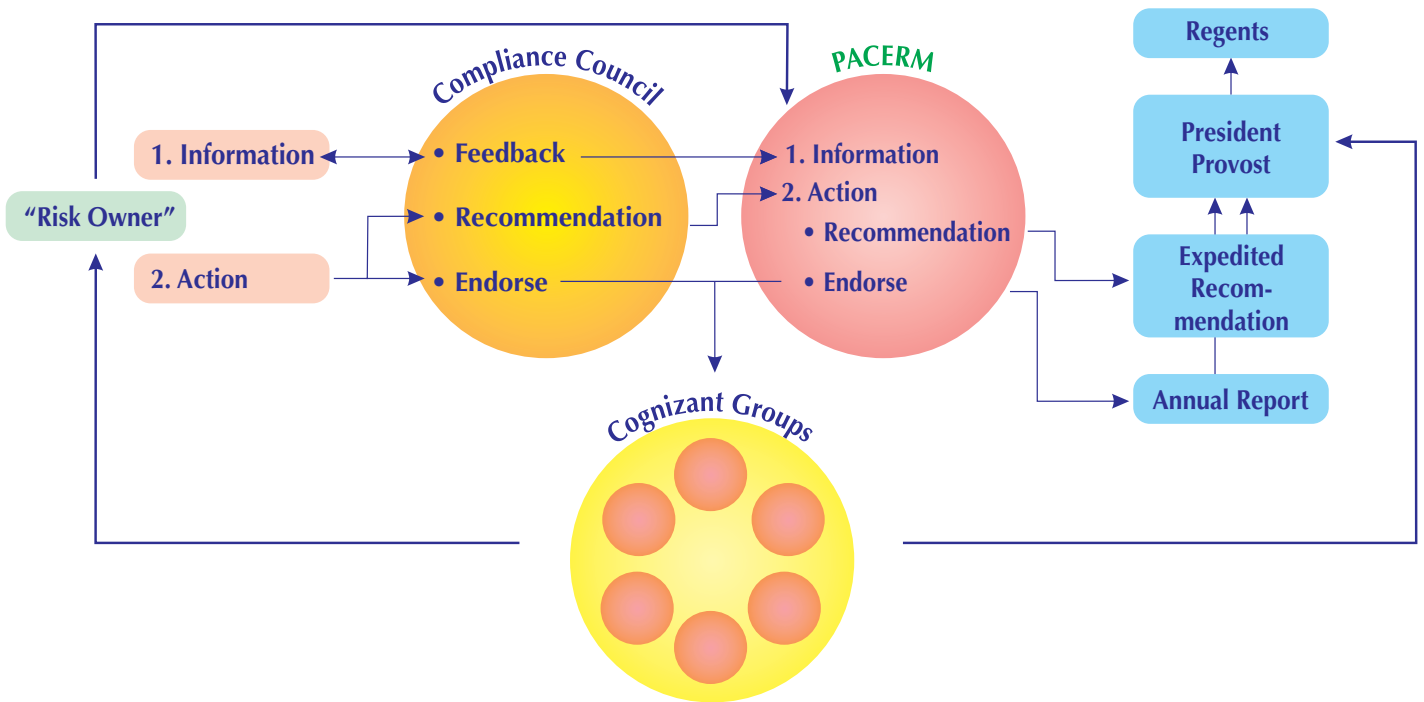 Compliance Council
PACERM
Regents
1. Information
• Feedback
1. Information
President
Provost
2. Action
"Risk Owner"
• Recommendation
• Recommendation
2. Action
• Endorse
• Endorse
Expedited
Recom-
mendation
Annual Report
Cognizant Groups